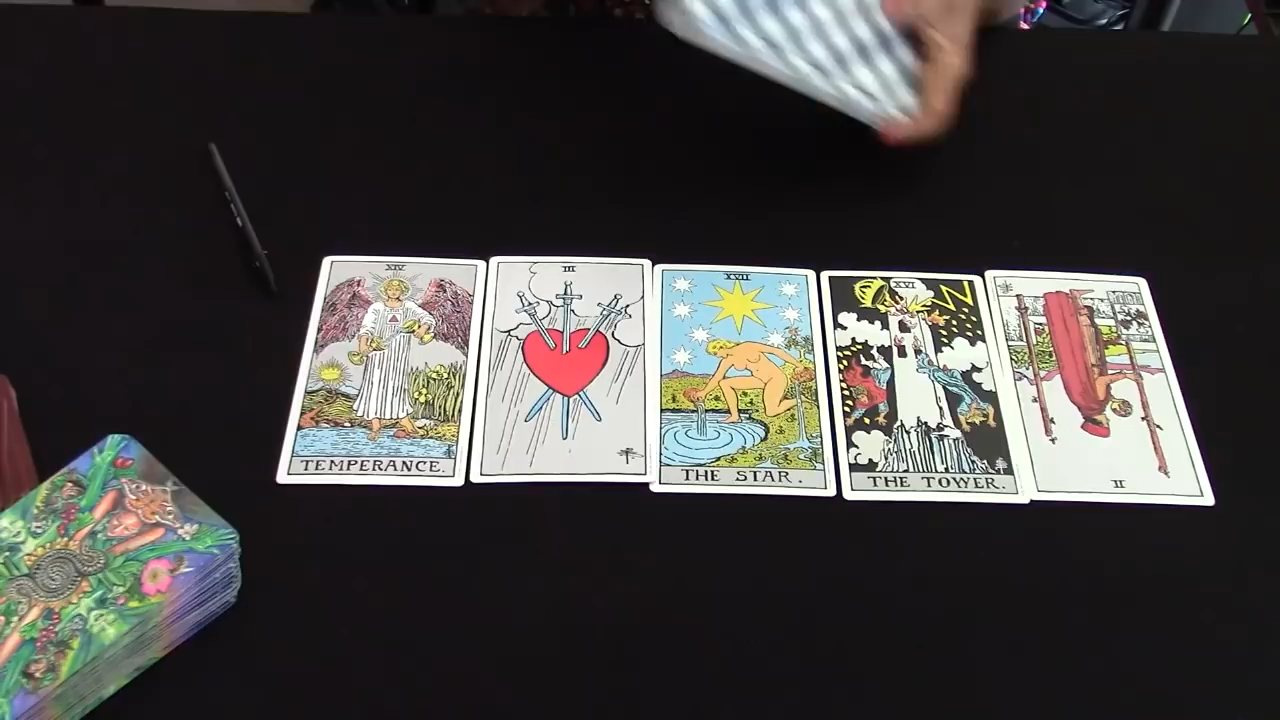 XIV
TEMPERANCE.
III
XVII
THE STAR.
XVI
THE TOWER.
II